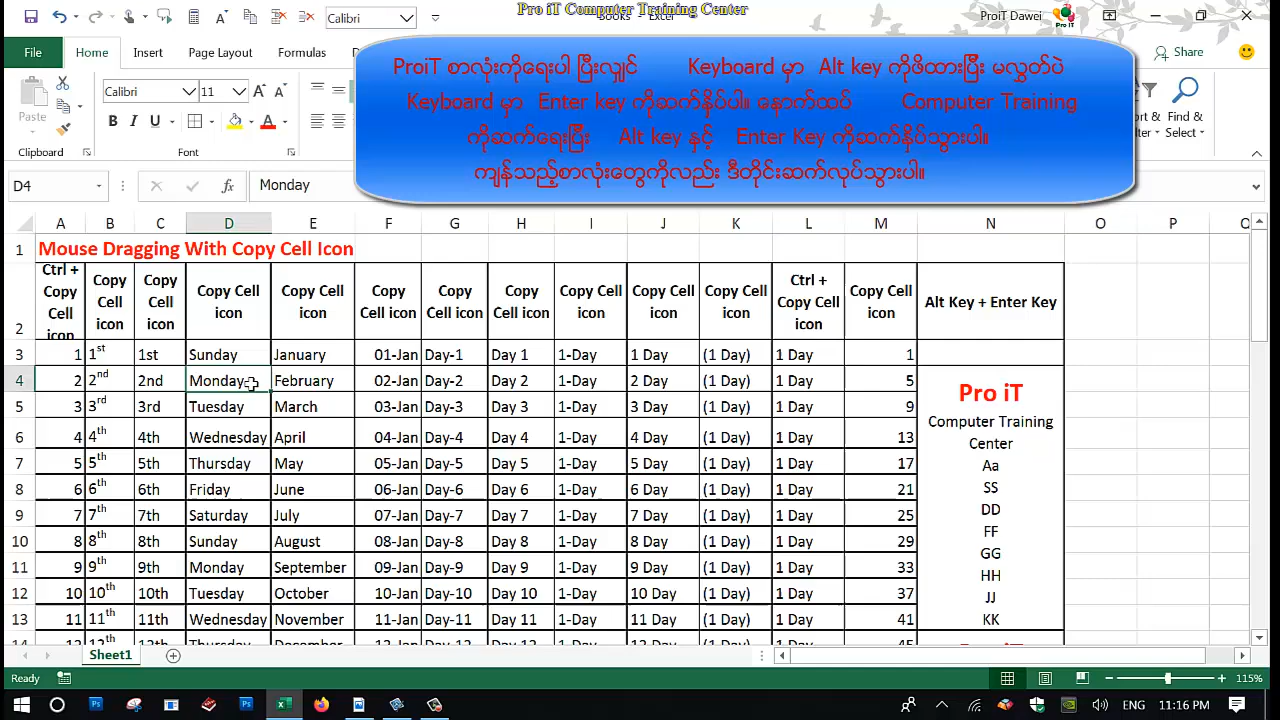 Pro iT Computer Training Center
Calibri
ProiT Dawei
File Home Insert Page Layout Formulas
Share
ProiT စာလုံးကိုရေးပါ ပြီးလျှင် Keyboard မှာ Alt key ကိုဖိထားပြီး မလွှတ်ပဲ
Keyboard မှာ Enter key ကိုဆက်နှိပ်ပါ။ နောက်ထပ် Computer Training
ကိုဆက်ရေးပြီး Alt key နှင့် Enter Key ကိုဆက်နှိပ်သွားပါ။
ကျန်သည့်စာလုံးတွေကိုလည်း ဒီတိုင်းဆက်လုပ်သွားပါ။
Paste Calibri 11 Find &
Select
Clipboard Font Editing
D4 fx Monday
A B C D E F G H I J K L M N O P Q
1 Mouse Dragging With Copy Cell Icon
2 Ctrl + Copy Cell icon Copy Cell icon Copy Cell icon Copy Cell icon Copy Cell icon Copy Cell icon Copy Cell icon Copy Cell icon Copy Cell icon Copy Cell icon Copy Cell icon Ctrl + Copy Cell icon Copy Cell icon Alt Key + Enter Key
3 1 1st 1st Sunday January 01-Jan Day-1 Day 1 1-Day 1 Day (1 Day) 1 Day 1
4 2 2nd 2nd Monday February 02-Jan Day-2 Day 2 1-Day 2 Day (1 Day) 1 Day 5
5 3 3rd 3rd Tuesday March 03-Jan Day-3 Day 3 1-Day 3 Day (1 Day) 1 Day 9
6 4 4th 4th Wednesday April 04-Jan Day-4 Day 4 1-Day 4 Day (1 Day) 1 Day 13
7 5 5th 5th Thursday May 05-Jan Day-5 Day 5 1-Day 5 Day (1 Day) 1 Day 17
8 6 6th 6th Friday June 06-Jan Day-6 Day 6 1-Day 6 Day (1 Day) 1 Day 21
9 7 7th 7th Saturday July 07-Jan Day-7 Day 7 1-Day 7 Day (1 Day) 1 Day 25
10 8 8th 8th Sunday August 08-Jan Day-8 Day 8 1-Day 8 Day (1 Day) 1 Day 29
11 9 9th 9th Monday September 09-Jan Day-9 Day 9 1-Day 9 Day (1 Day) 1 Day 33
12 10 10th 10th Tuesday October 10-Jan Day-10 Day 10 1-Day 10 Day (1 Day) 1 Day 37
13 11 11th 11th Wednesday November 11-Jan Day-11 Day 11 1-Day 11 Day (1 Day) 1 Day 41
Pro iT
Computer Training
Center
Aa
SS
DD
FF
GG
HH
JJ
KK
Sheet1
Ready 115%
ENG 11:16 PM